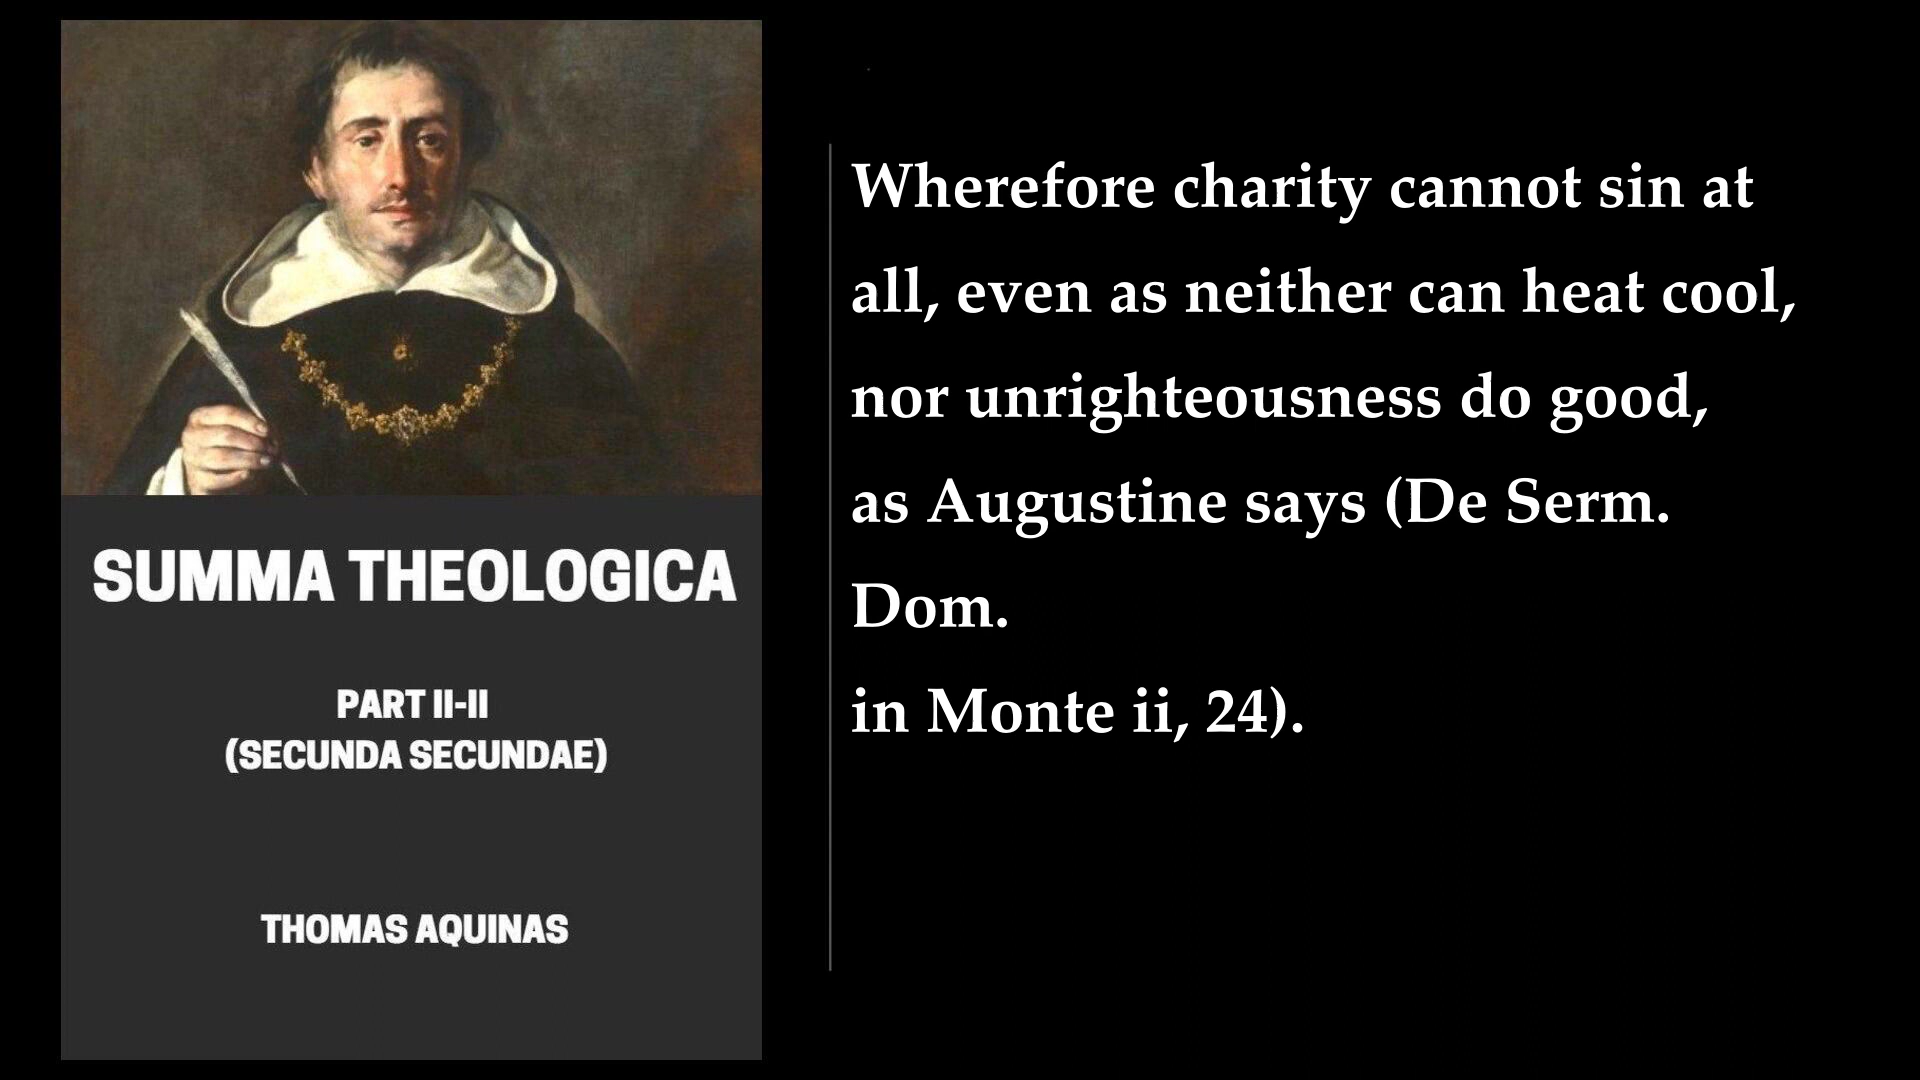 SUMMA THEOLOGICA
PART II-II
(SECUNDA SECUNDAE)
THOMAS AQUINAS
Wherefore charity cannot sin at
all, even as neither can heat cool,
nor unrighteousness do good,
as Augustine says (De Serm.
Dom.
in Monte ii, 24).